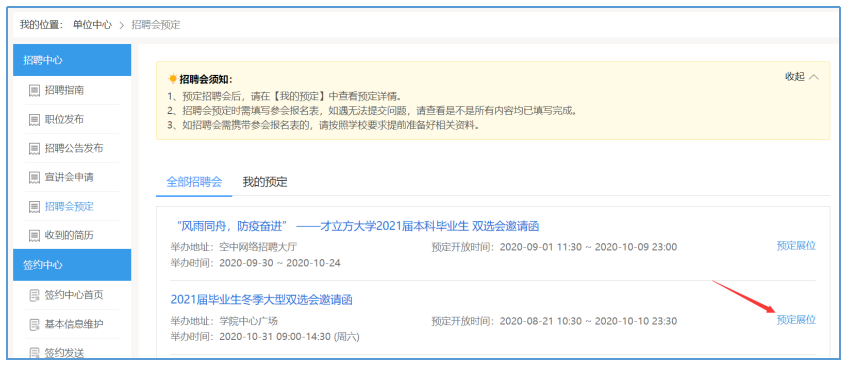 我的位置： 单位中心 > 招聘会预定
招聘中心
招聘指南
职位发布
招聘公告发布
宣讲会申请
招聘会预定
收到的简历
签约中心
签约中心首页
基本信息维护
签约发送
招聘会须知：
收起
1、预定招聘会后，请在【我的预定】中查看预定详情。
2、招聘会预定时需填写参会报名表，如遇无法提交问题，请查看是不是所有内容均已填写完成。
3、如招聘会需携带参会报名表的，请按照学校要求提前准备好相关资料。
全部招聘会 我的预定
“风雨同舟，防疫奋进” ——才立方大学2021届本科毕业生 双选会邀请函
举办地址：空中网络招聘大厅 预定开放时间：2020-09-01 11:30 ~ 2020-10-09 23:00 预定展位
举办时间：2020-09-30 ~ 2020-10-24
2021届毕业生冬季大型双选会邀请函
举办地址：学院中心广场 预定开放时间：2020-08-21 10:30 ~ 2020-10-10 23:30 预定展位
举办时间：2020-10-31 09:00-14:30 (周六)